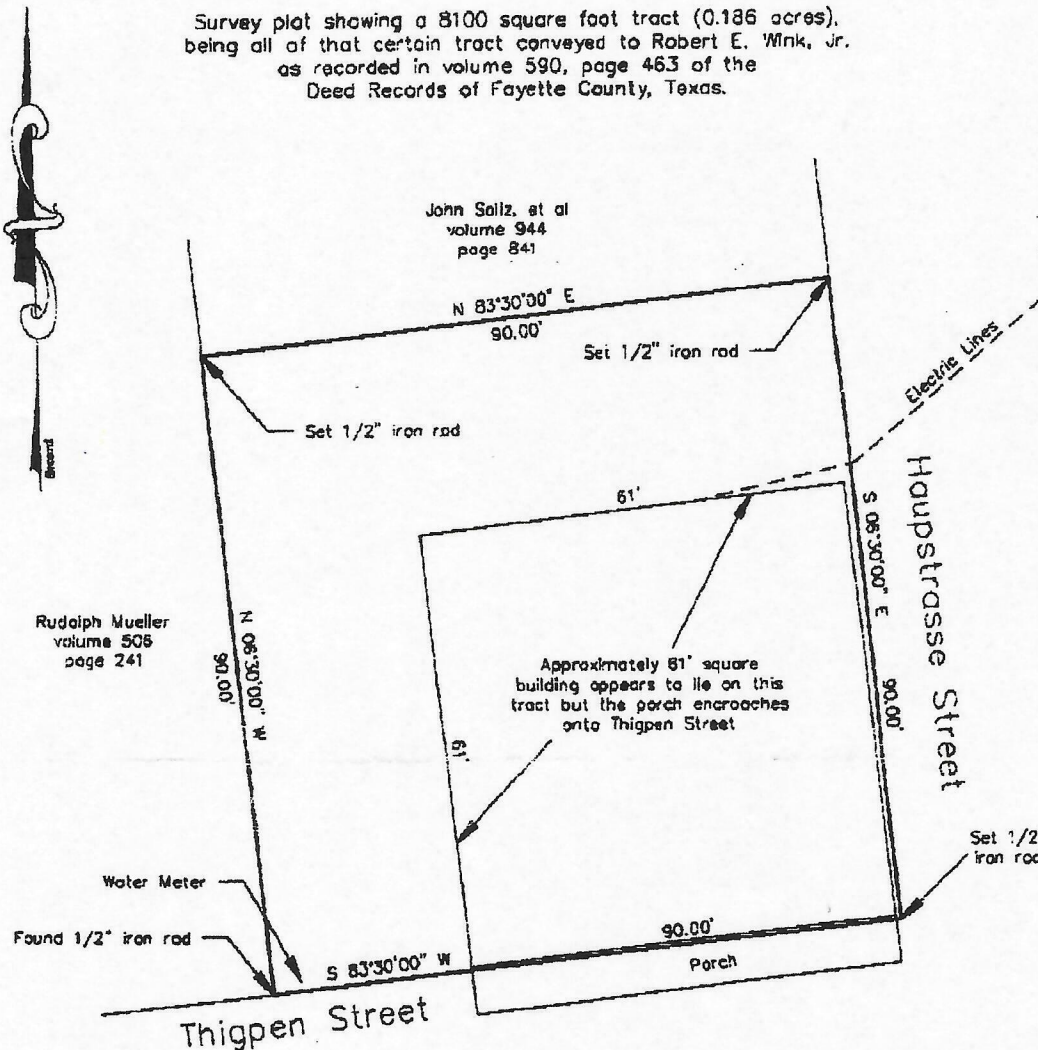 Survey plat showing a 8100 square foot tract (0.186 acres),
being all of that certain tract conveyed to Robert E. Wink, Jr.
as recorded in volume 590, page 463 of the
Deed Records of Fayette County, Texas.
John Saliz, et al
volume 944
page 841
N 83°30'00" E
90.00'
Set 1/2" iron rod
Set 1/2" iron rod
Electric Lines
Record
61'
Haupstrasse Street
S 06°30'00" E
90.00'
Rudolph Mueller
volume 506
page 241
N 06°30'00" W
90.00'
Approximately 61' square
building appears to lie on this
tract but the porch encroaches
onto Thigpen Street
61'
Set 1/2
iron rod
Water Meter
Found 1/2" iron rod
90.00'
S 83°30'00" W
Porch
Thigpen Street